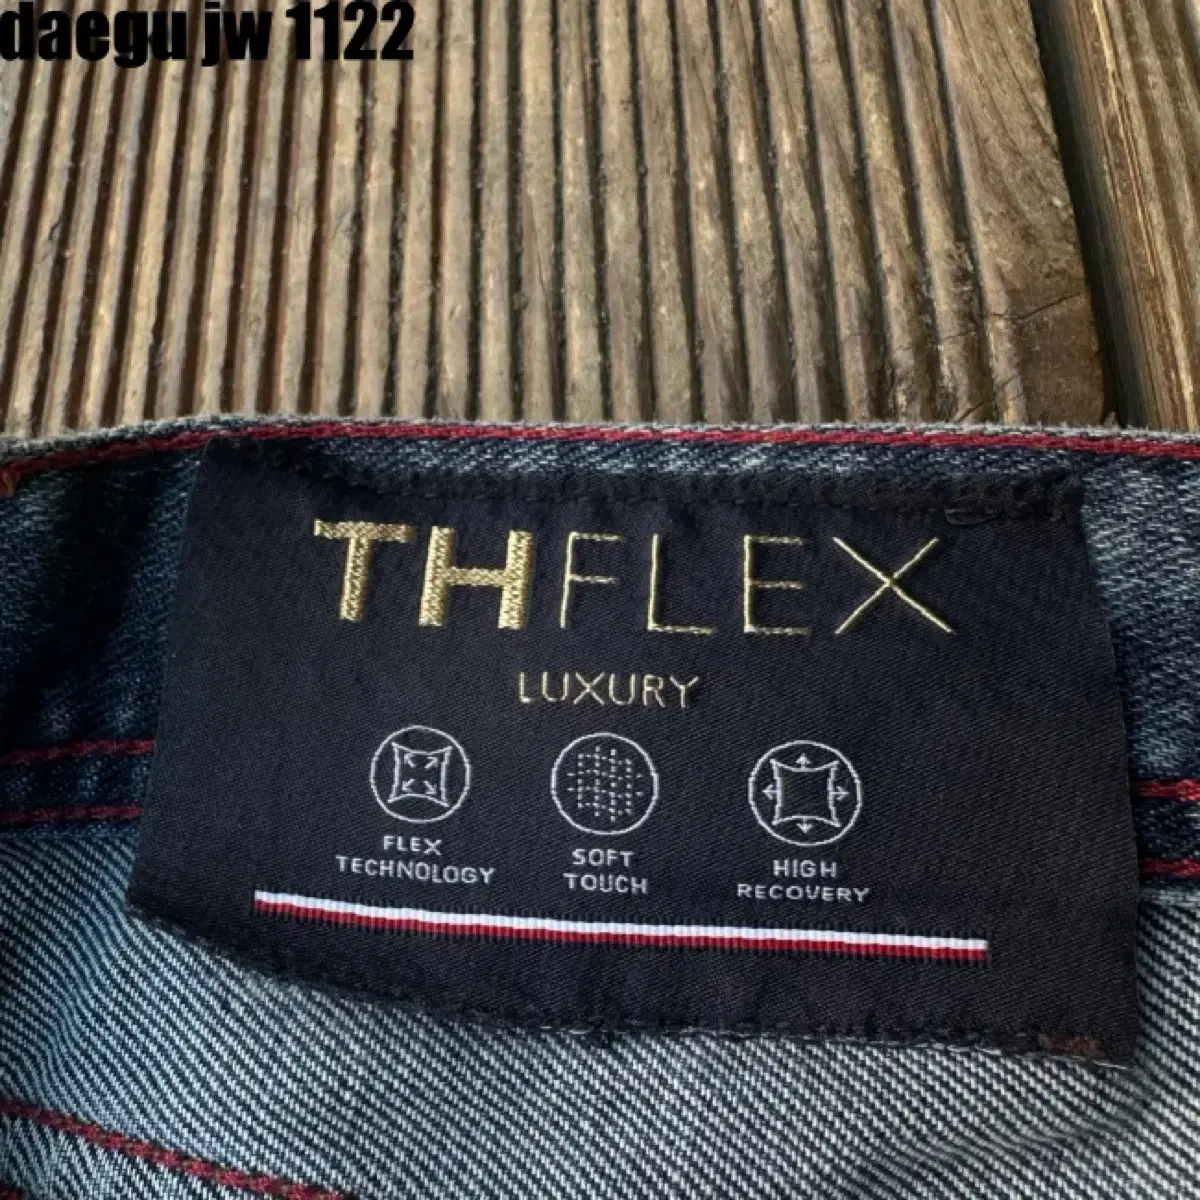 daegu jw 1122
THFLEX
LUXURY
FLEX
TECHNOLOGY
SOFT
TOUCH
HIGH
RECOVERY